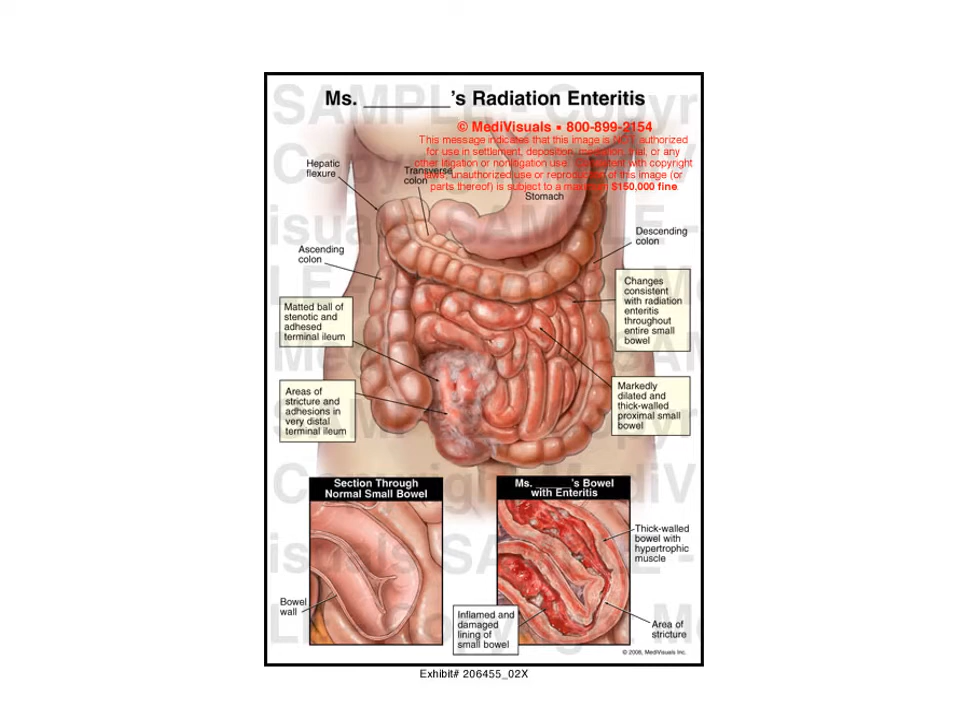 Ms. ________'s Radiation Enteritis
© MediVisuals ▪ 800-899-2154
This message indicates that this image is NOT authorized
for use in settlement, deposition, mediation, trial, or any
other litigation or nonlitigation use. Consistent with copyright
laws, unauthorized use or reproduction of this image (or
parts thereof) is subject to a maximum $150,000 fine
Hepatic
flexure
Transverse
colon
Stomach
Descending
colon
Ascending
colon
Changes
consistent
with radiation
enteritis
throughout
entire small
bowel
Matted ball of
stenotic and
adhesed
terminal ileum
Markedly
dilated and
thick-walled
proximal small
bowel
Areas of
stricture and
adhesions in
very distal
terminal ileum
Section Through
Normal Small Bowel
Bowel
wall
Ms. ______'s Bowel
with Enteritis
Thick-walled
bowel with
hypertrophic
muscle
Inflamed and
damaged
lining of
small bowel
Area of
stricture
© 2008, MediVisuals Inc.
Exhibit# 206455_02X